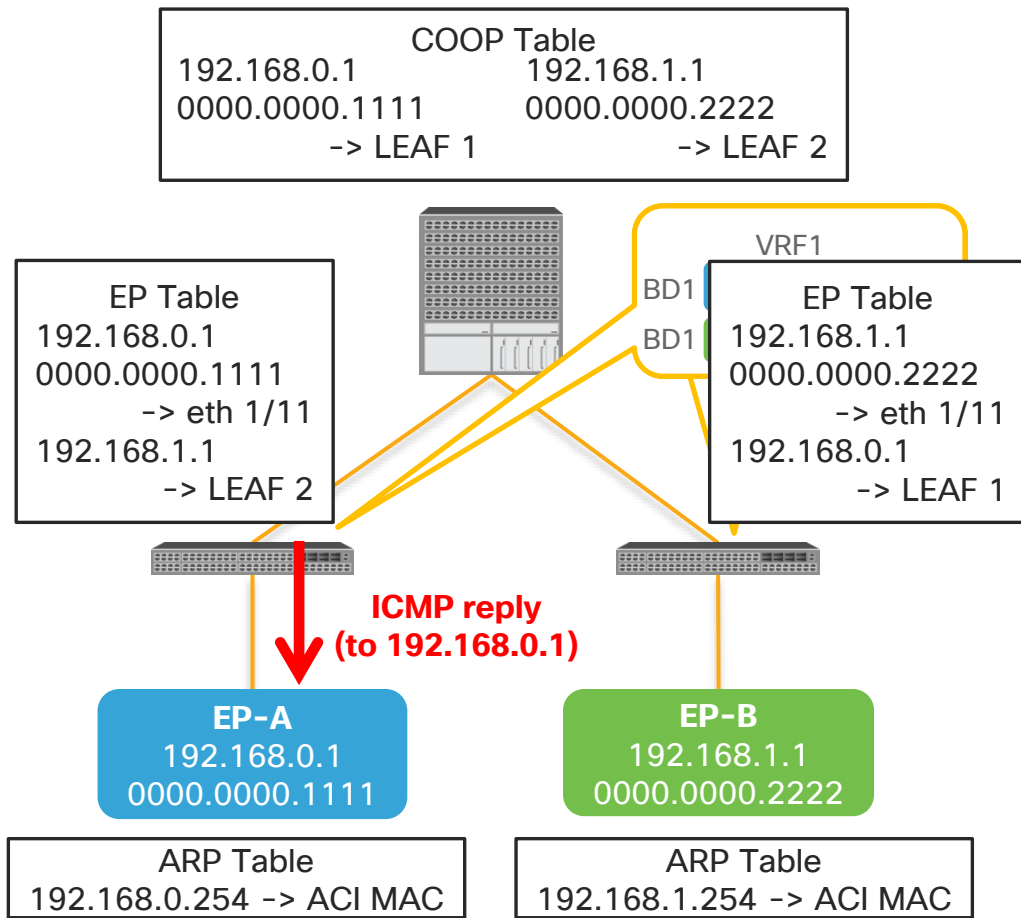 COOP Table
192.168.0.1
0000.0000.1111
-> LEAF 1
192.168.1.1
0000.0000.2222
-> LEAF 2
VRF1
BD1
BD1
EP Table
192.168.0.1
0000.0000.1111
-> eth 1/11
192.168.1.1
-> LEAF 2
EP Table
192.168.1.1
0000.0000.2222
-> eth 1/11
192.168.0.1
-> LEAF 1
ICMP reply
(to 192.168.0.1)
EP-A
192.168.0.1
0000.0000.1111
EP-B
192.168.1.1
0000.0000.2222
ARP Table
192.168.0.254 -> ACI MAC
ARP Table
192.168.1.254 -> ACI MAC